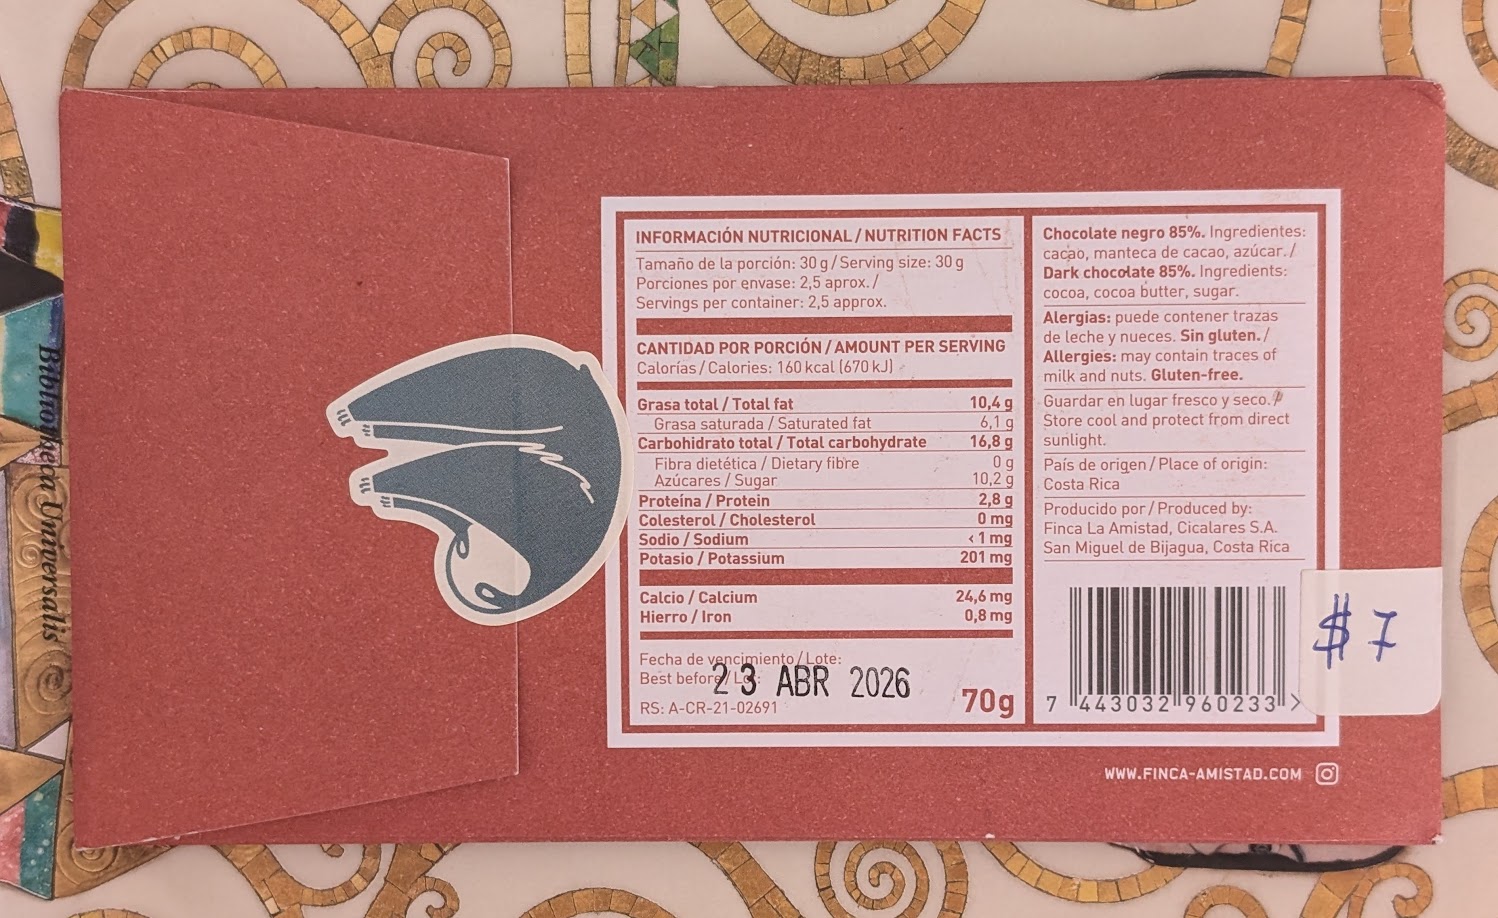 INFORMACIÓN NUTRICIONAL / NUTRITION FACTS
Tamaño de la porción: 30 g / Serving size: 30 g
Porciones por envase: 2,5 aprox. /
Servings per container: 2,5 approx.
CANTIDAD POR PORCIÓN / AMOUNT PER SERVING
Calorías / Calories: 160 kcal (670 kJ)
Grasa total / Total fat 10,4 g
Grasa saturada / Saturated fat 6,1 g
Carbohidrato total / Total carbohydrate 16,8 g
Fibra dietética / Dietary fibre 0 g
Azúcares / Sugar 10,2 g
Proteína / Protein 2,8 g
Colesterol / Cholesterol 0 mg
Sodio / Sodium < 1 mg
Potasio / Potassium 201 mg
Calcio / Calcium 24,6 mg
Hierro / Iron 0,8 mg
Fecha de vencimiento / Lote:
Best before /
23 ABR 2026
RS: A-CR-21-02691
70g
Chocolate negro 85%. Ingredientes:
cacao, manteca de cacao, azúcar. /
Dark chocolate 85%. Ingredients:
cocoa, cocoa butter, sugar.
Alergias: puede contener trazas
de leche y nueces. Sin gluten. /
Allergies: may contain traces of
milk and nuts. Gluten-free.
Guardar en lugar fresco y seco. /
Store cool and protect from direct
sunlight.
País de origen / Place of origin:
Costa Rica
Producido por / Produced by:
Finca La Amistad, Cicalares S.A.
San Miguel de Bijagua, Costa Rica
7 443032 960233 >
$7
WWW.FINCA-AMISTAD.COM
Bibliotheca Universalis